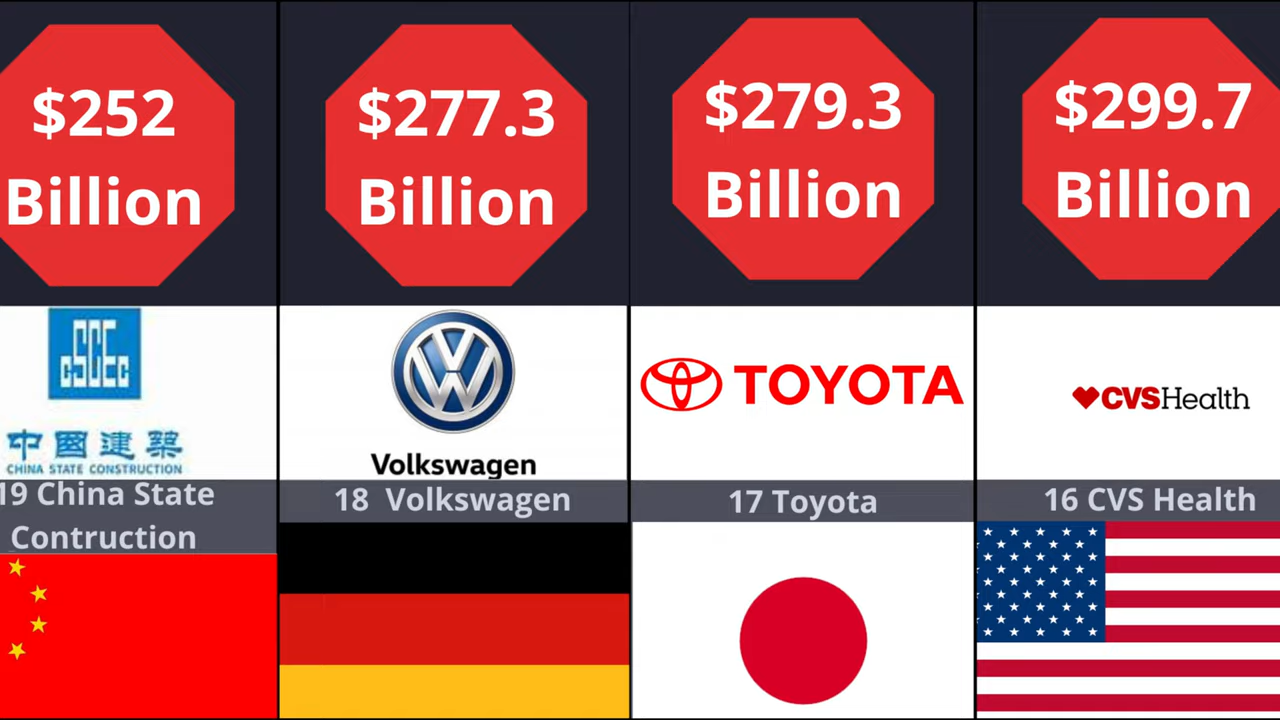 $252
Billion
$277.3
Billion
$279.3
Billion
$299.7
Billion
cSCEc
中國建築
CHINA STATE CONSTRUCTION
Volkswagen
TOYOTA
CVSHealth
19 China State
Contruction
18 Volkswagen
17 Toyota
16 CVS Health